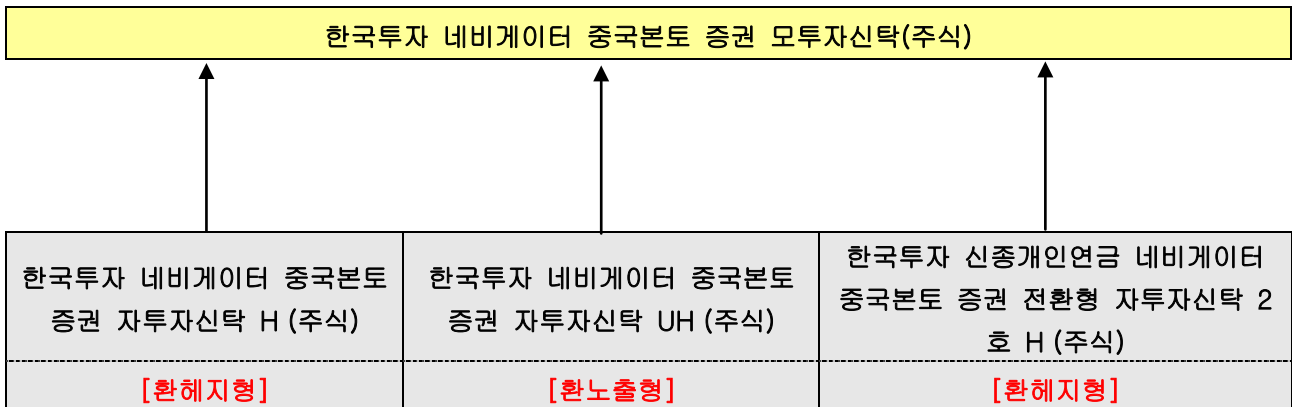 한국투자 네비게이터 중국본토 증권 모투자신탁(주식)
한국투자 네비게이터 중국본토
증권 자투자신탁 H (주식)
한국투자 네비게이터 중국본토
증권 자투자신탁 UH (주식)
한국투자 신종개인연금 네비게이터
중국본토 증권 전환형 자투자신탁 2
호 H (주식)
[환헤지형]
[환노출형]
[환헤지형]